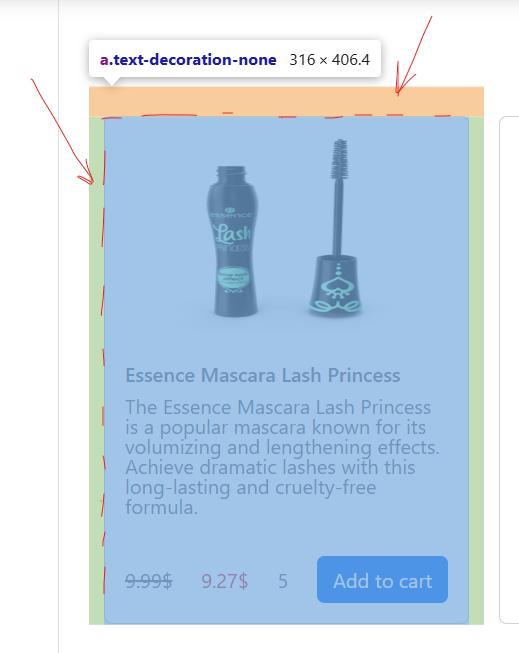 a.text-decoration-none 316 × 406.4
essence
Lash
PRINCESS
Essence Mascara Lash Princess
The Essence Mascara Lash Princess
is a popular mascara known for its
volumizing and lengthening effects.
Achieve dramatic lashes with this
long-lasting and cruelty-free
formula.
9.99$ 9.27$ 5 Add to cart